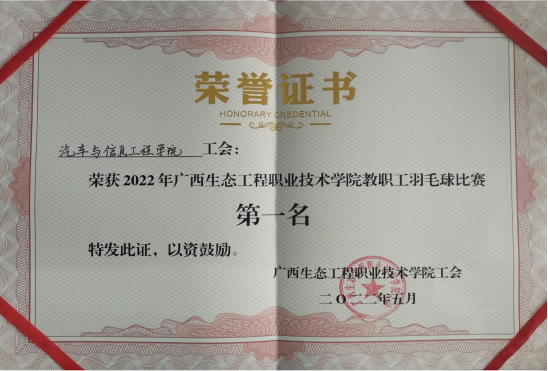 荣誉证书
HONORARY CREDENTIAL
汽车与信息工程学院 工会：
荣获2022年广西生态工程职业技术学院教职工羽毛球比赛
第一名
特发此证，以资鼓励。
广西生态工程职业技术学院工会
二〇二二年五月